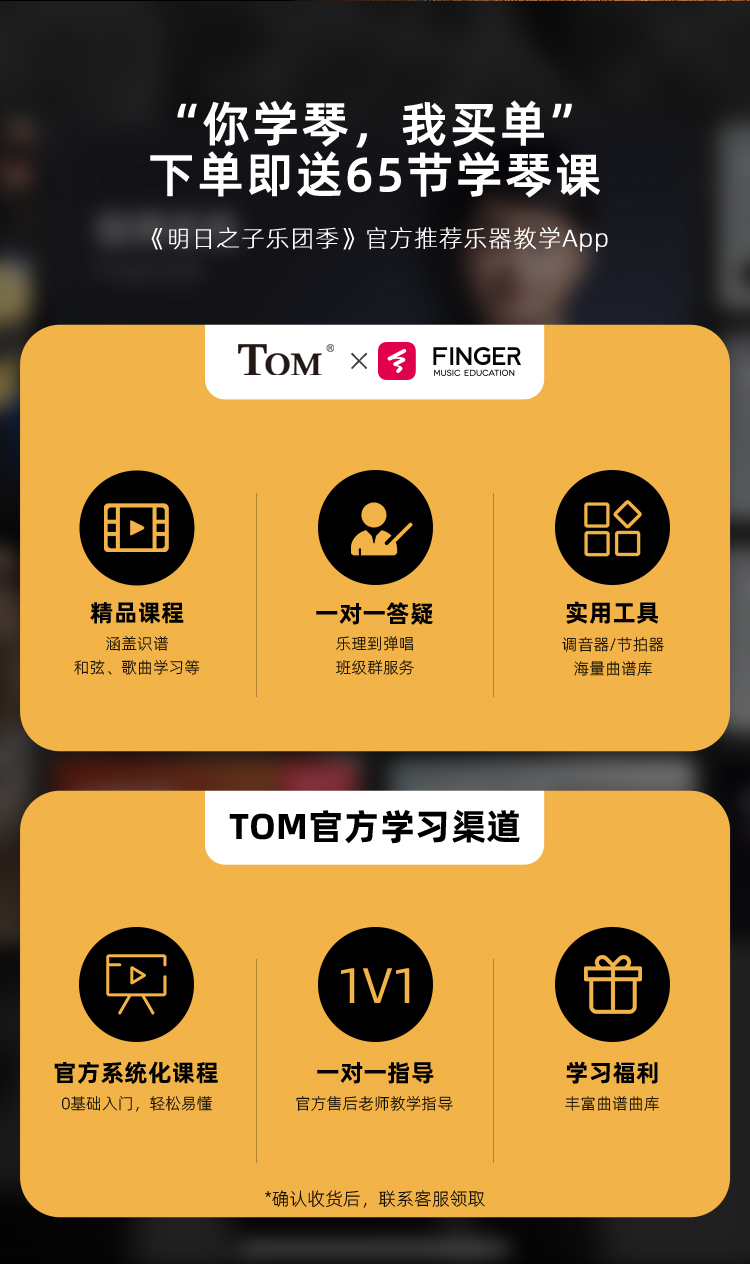 “你学琴，我买单”
下单即送65节学琴课
《明日之子乐团季》官方推荐乐器教学App
TOM® × FINGER
MUSIC EDUCATION
精品课程
涵盖识谱
和弦、歌曲学习等
一对一答疑
乐理到弹唱
班级群服务
实用工具
调音器/节拍器
海量曲谱库
TOM官方学习渠道
官方系统化课程
0基础入门，轻松易懂
1V1
一对一指导
官方售后老师教学指导
学习福利
丰富曲谱曲库
*确认收货后，联系客服领取